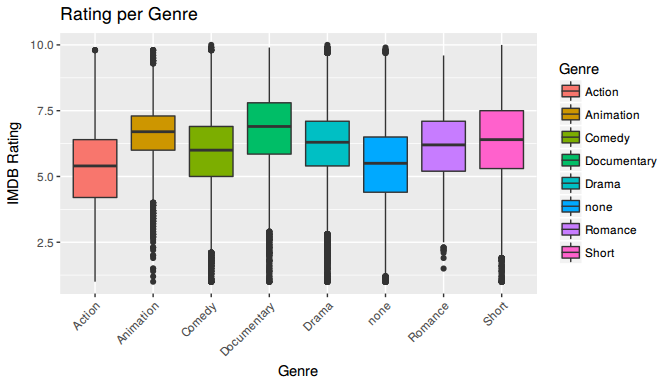 Rating per Genre
IMDB Rating
10.0
7.5
5.0
2.5
Action
Animation
Comedy
Documentary
Drama
none
Romance
Short
Genre
Genre
Action
Animation
Comedy
Documentary
Drama
none
Romance
Short